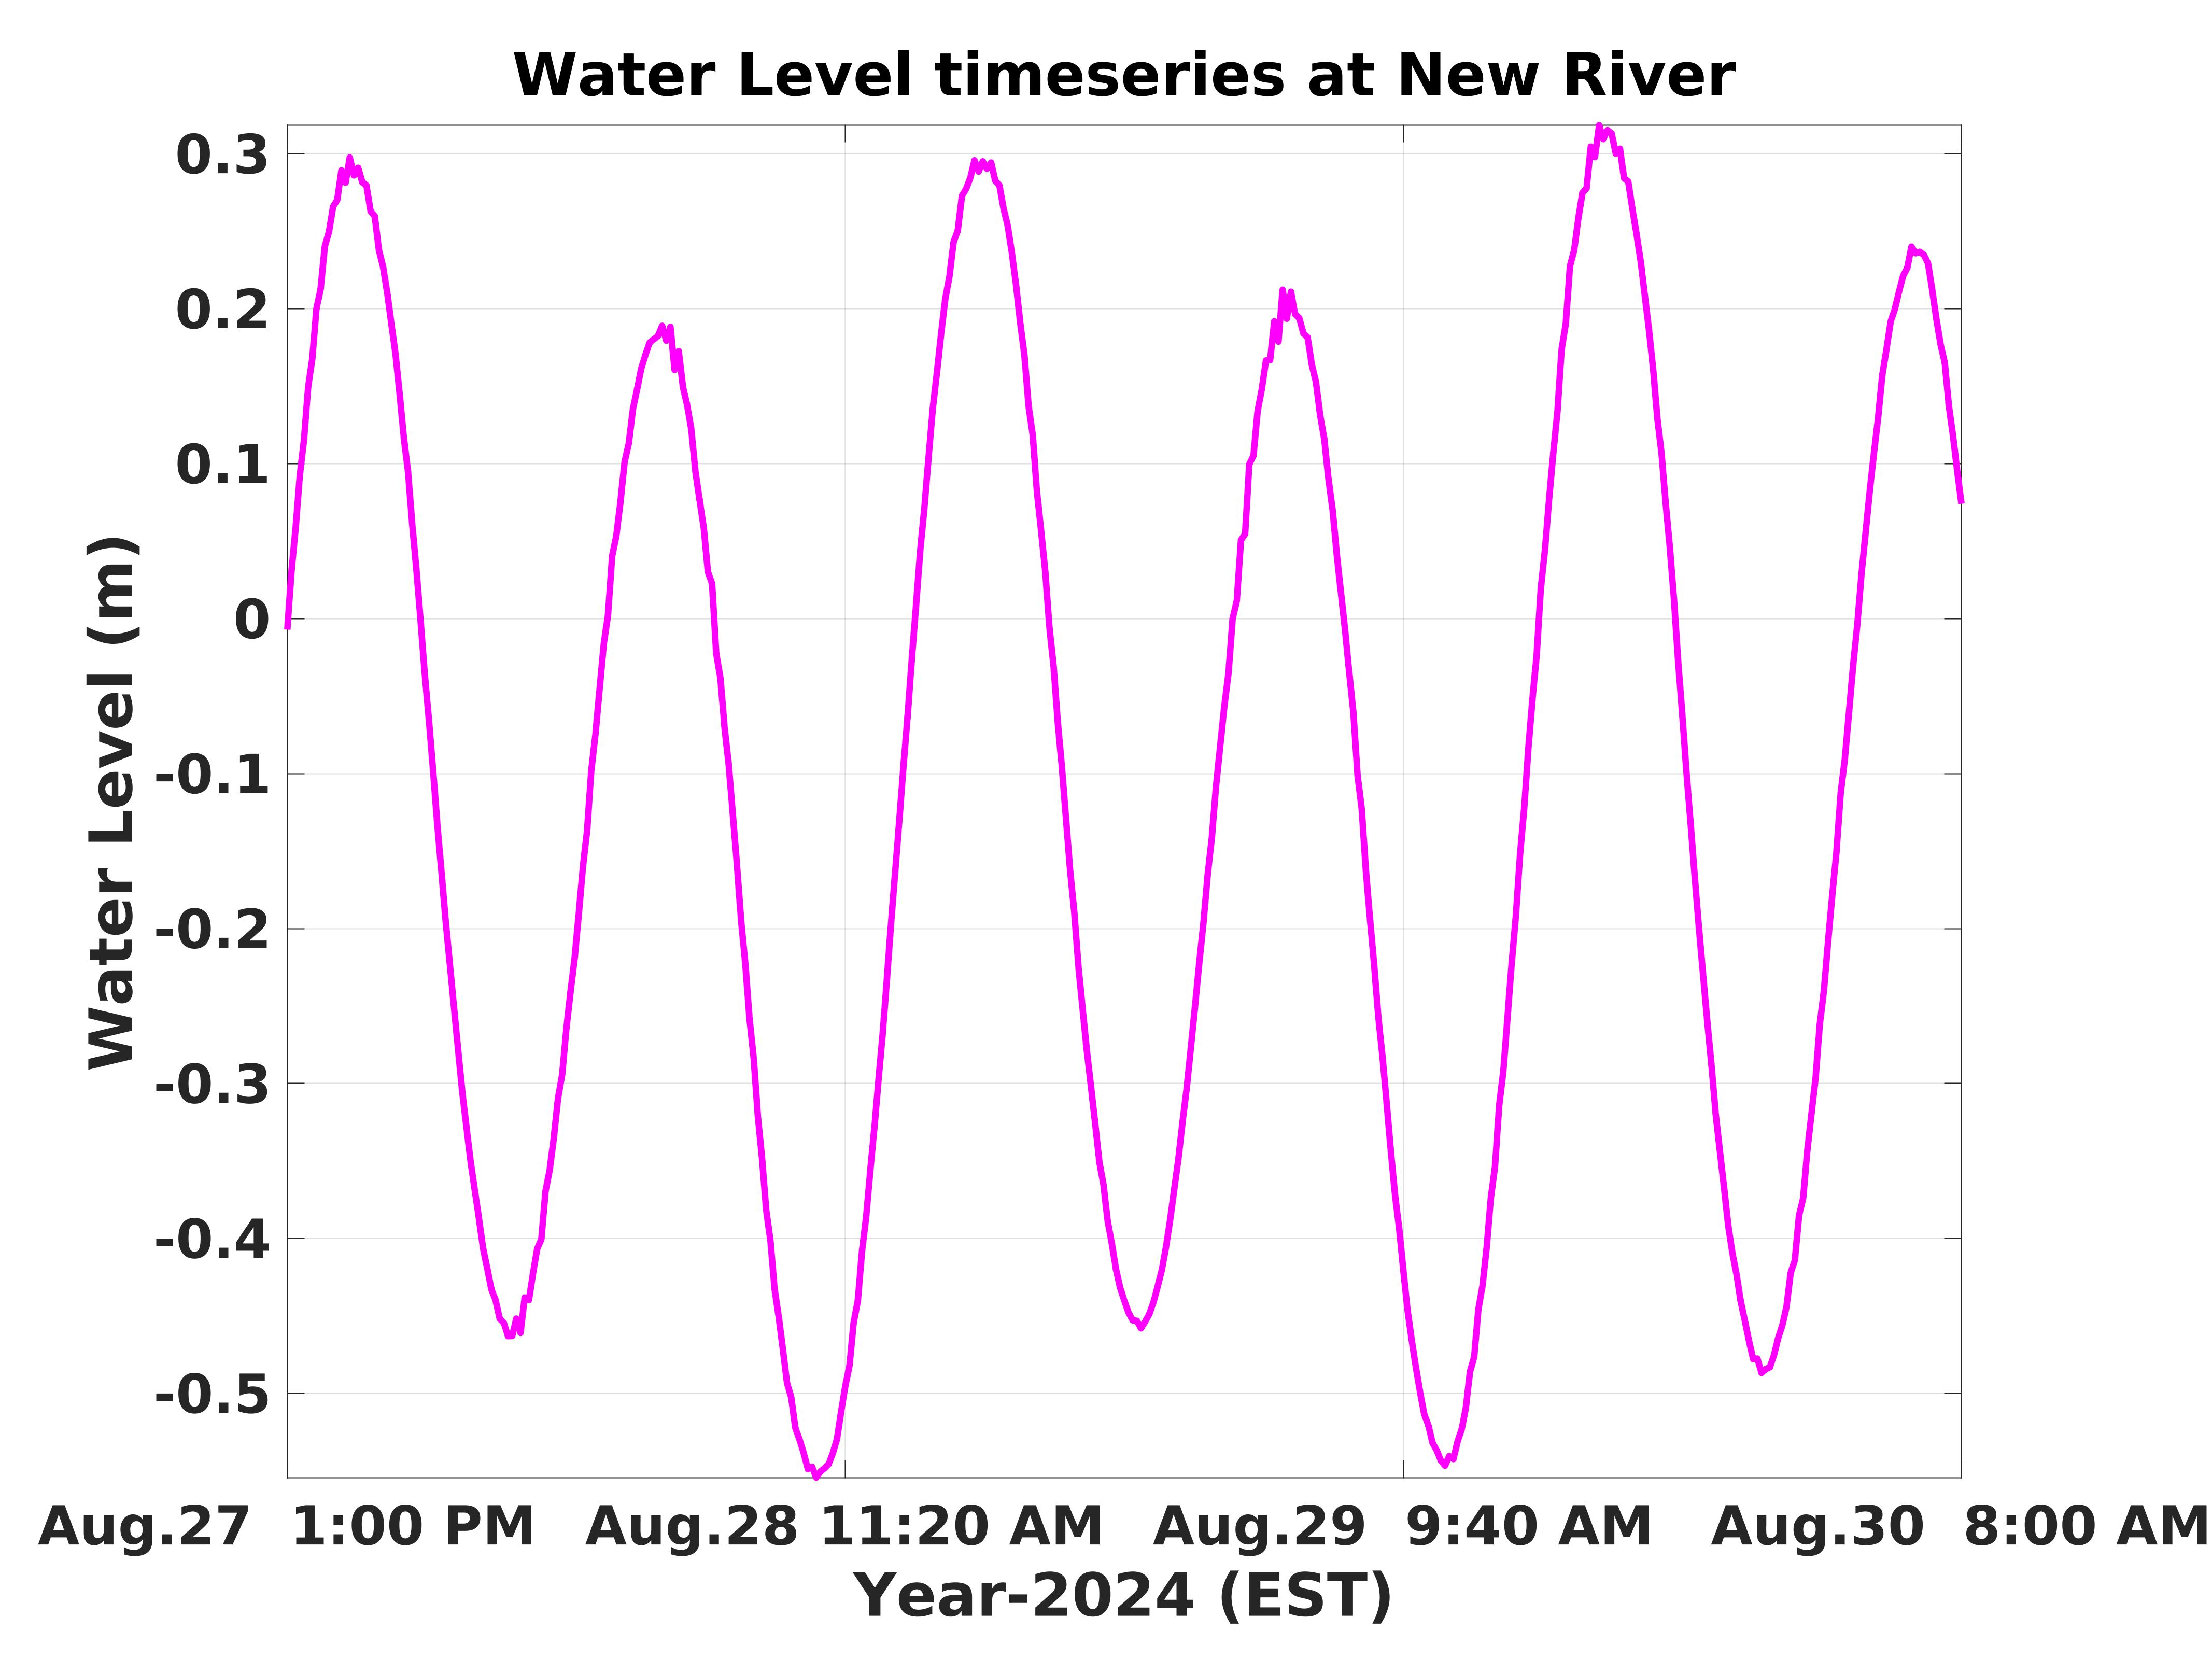 Water Level timeseries at New River
0.3
0.2
0.1
0
-0.1
-0.2
-0.3
-0.4
-0.5
Water Level (m)
Aug.27 1:00 PM Aug.28 11:20 AM Aug.29 9:40 AM Aug.30 8:00 AM
Year-2024 (EST)